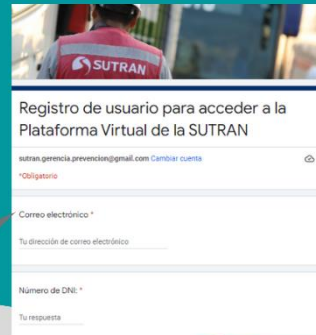 SUTRAN
Registro de usuario para acceder a la
Plataforma Virtual de la SUTRAN
sutran.gerencia.prevencion@gmail.com Cambiar cuenta
*Obligatorio
Correo electrónico *
Tu dirección de correo electrónico
Número de DNI: *
Tu respuesta